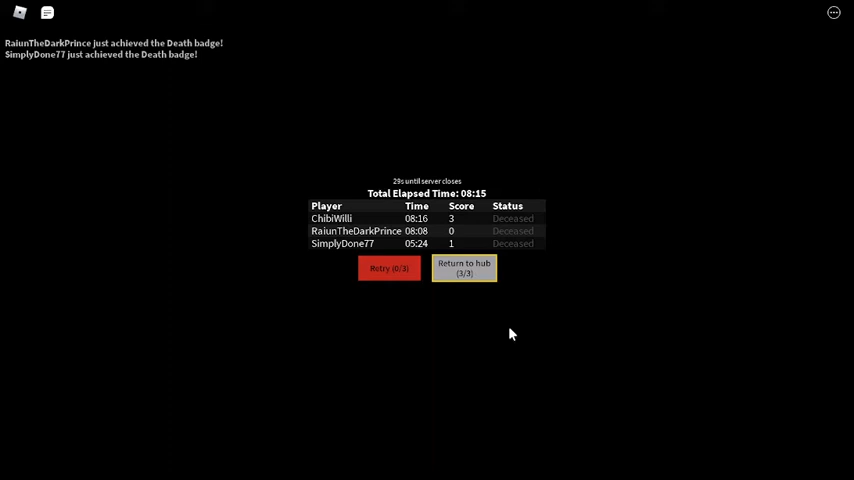 RaiunTheDarkPrince just achieved the Death badge!
SimplyDone77 just achieved the Death badge!
29s until server closes
Total Elapsed Time: 08:15
Player Time Score Status
ChibiWilli 08:16 3 Deceased
RaiunTheDarkPrince 08:08 0 Deceased
SimplyDone77 05:24 1 Deceased
Retry (0/3)
Return to hub
(3/3)